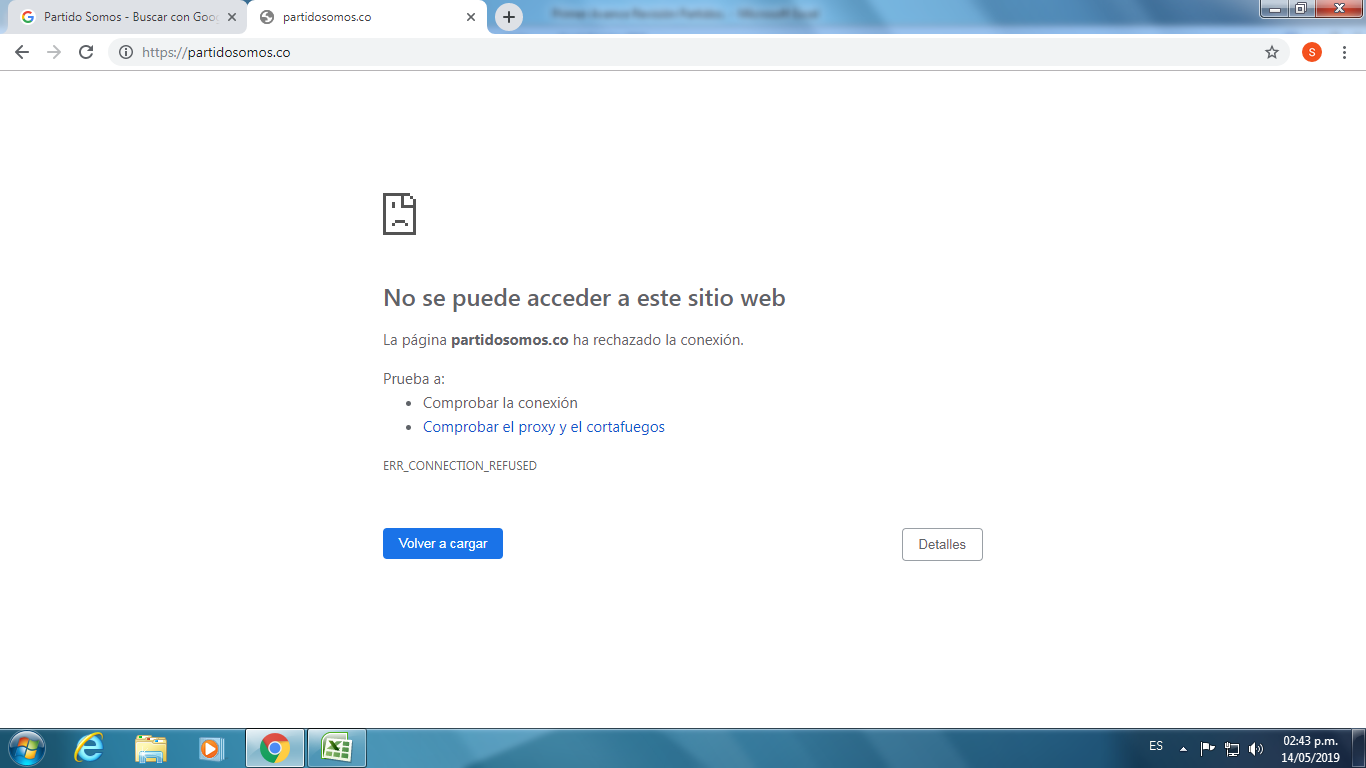 Partido Somos - Buscar con Goo
partidosomos.co
https://partidosomos.co
S
No se puede acceder a este sitio web
La página partidosomos.co ha rechazado la conexión.
Prueba a:
• Comprobar la conexión
• Comprobar el proxy y el cortafuegos
ERR_CONNECTION_REFUSED
Volver a cargar
Detalles
ES
02:43 p.m.
14/05/2019